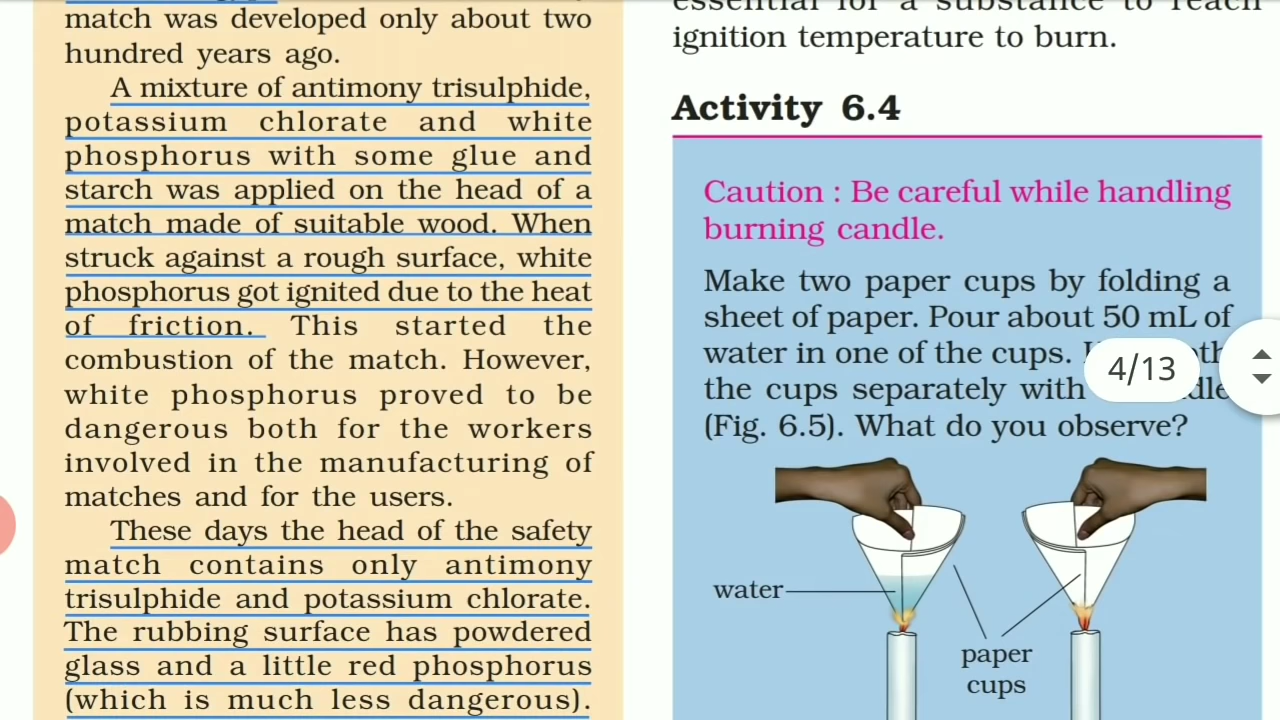 match was developed only about two
hundred years ago.
A mixture of antimony trisulphide,
potassium chlorate and white
phosphorus with some glue and
starch was applied on the head of a
match made of suitable wood. When
struck against a rough surface, white
phosphorus got ignited due to the heat
of friction. This started the
combustion of the match. However,
white phosphorus proved to be
dangerous both for the workers
involved in the manufacturing of
matches and for the users.
These days the head of the safety
match contains only antimony
trisulphide and potassium chlorate.
The rubbing surface has powdered
glass and a little red phosphorus
(which is much less dangerous).
essential for a substance to reach
ignition temperature to burn.
Activity 6.4
Caution : Be careful while handling
burning candle.
Make two paper cups by folding a
sheet of paper. Pour about 50 mL of
water in one of the cups.
the cups separately with
(Fig. 6.5). What do you observe?
4/13
water
paper
cups